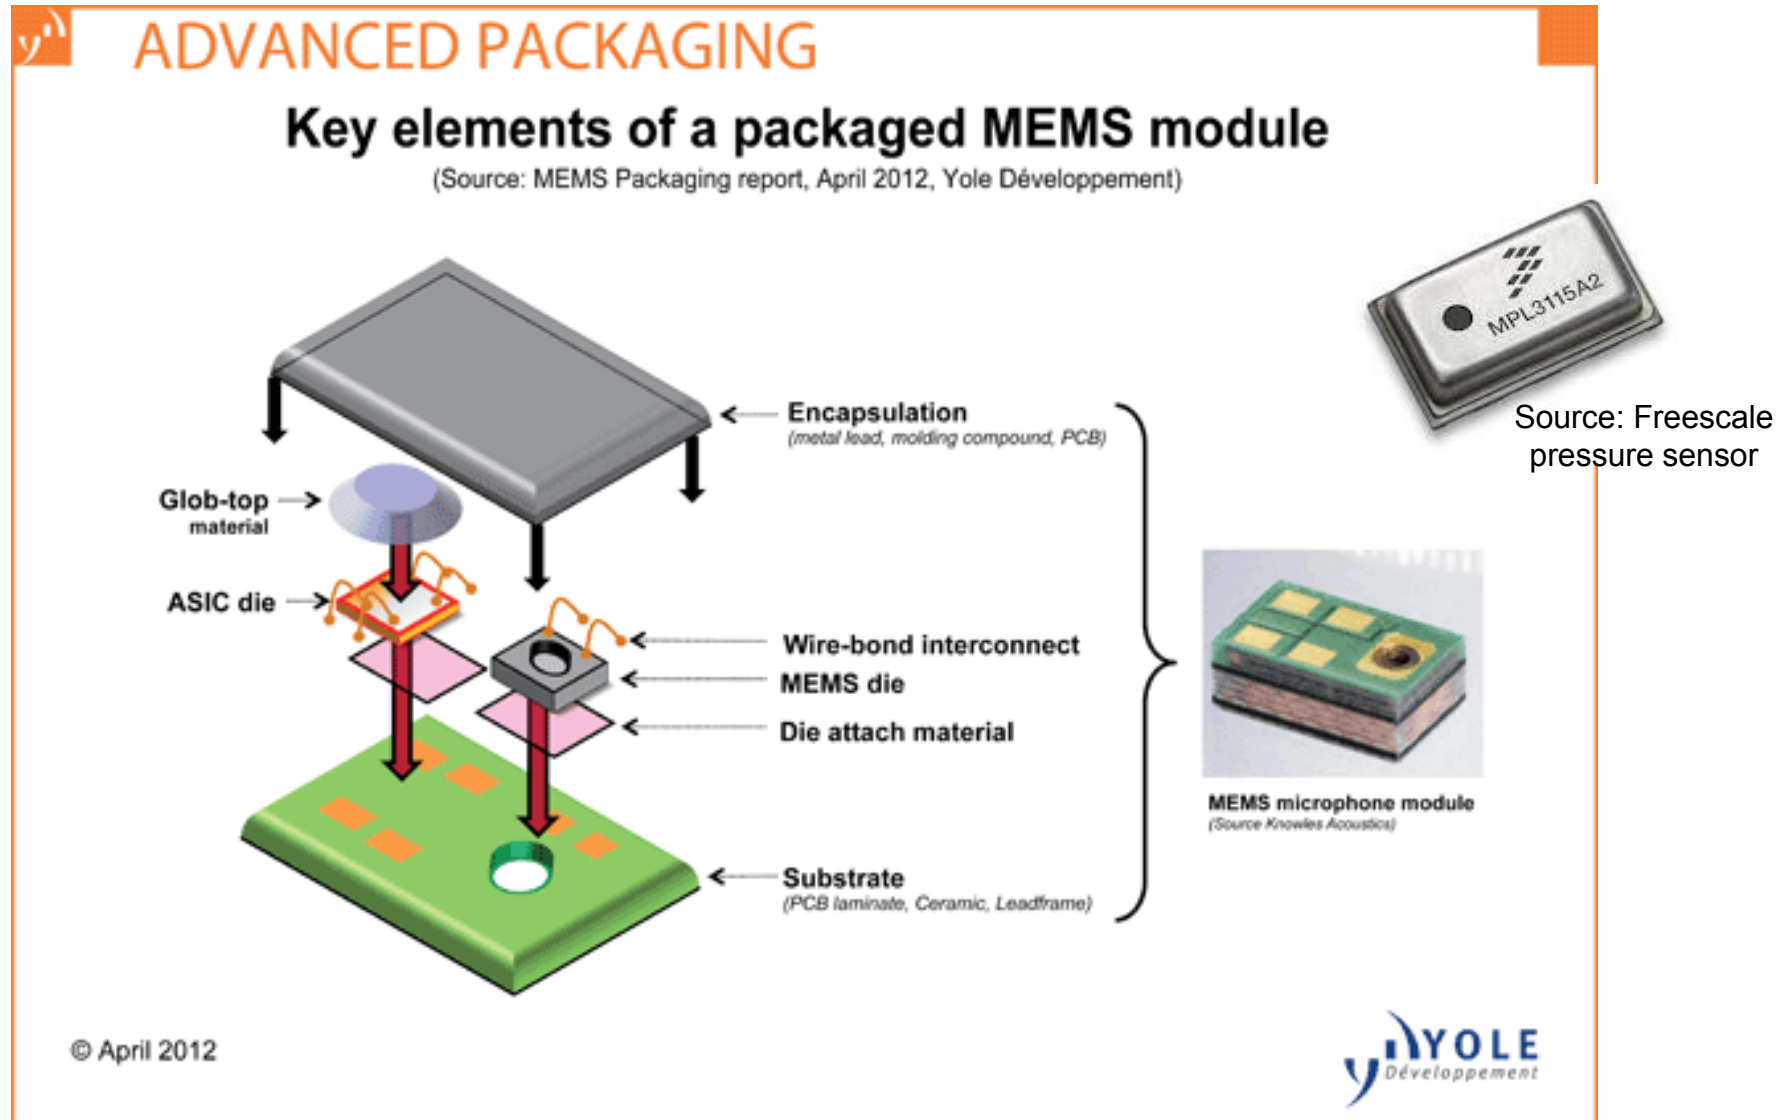 ADVANCED PACKAGING
Key elements of a packaged MEMS module
(Source: MEMS Packaging report, April 2012, Yole Développement)
MPL3115A2
Source: Freescale
pressure sensor
Encapsulation
(metal lead, molding compound, PCB)
Glob-top
material
ASIC die
Wire-bond interconnect
MEMS die
Die attach material
MEMS microphone module
(Source Knowles Acoustics)
Substrate
(PCB laminate, Ceramic, Leadframe)
© April 2012
YOLE
Développement